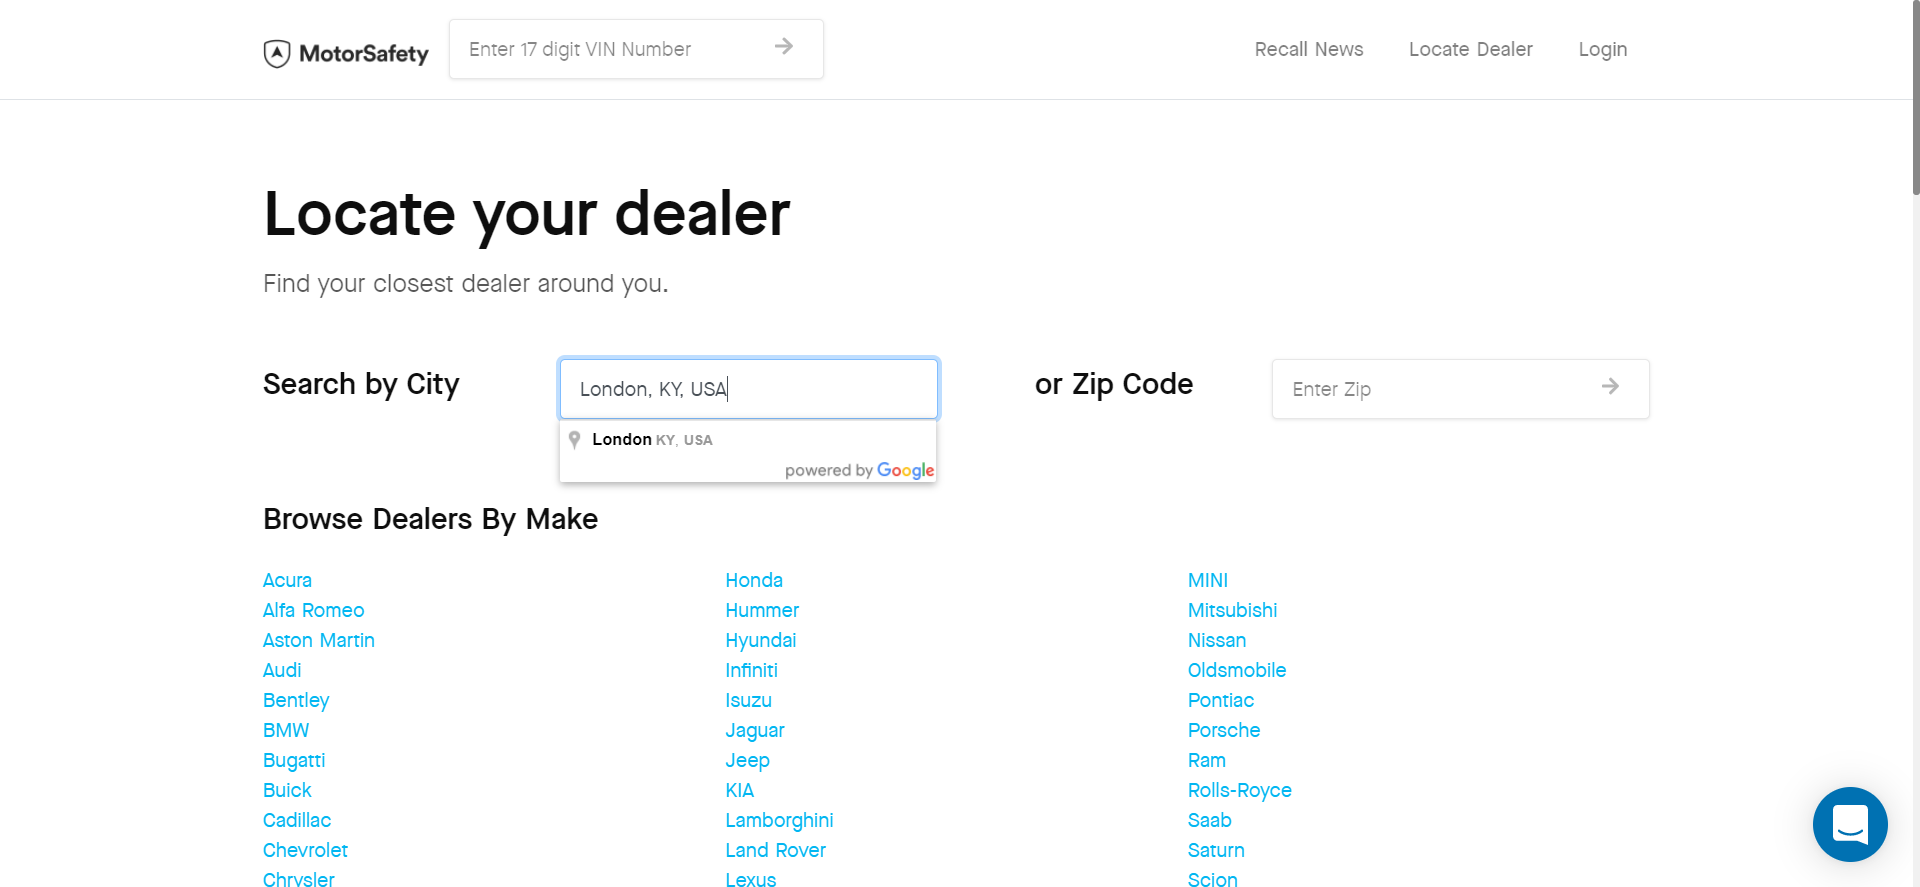 MotorSafety
Enter 17 digit VIN Number
Recall News
Locate Dealer
Login
Locate your dealer
Find your closest dealer around you.
Search by City
London, KY, USA
or Zip Code
Enter Zip
London KY, USA
powered by Google
Browse Dealers By Make
Acura
Alfa Romeo
Aston Martin
Audi
Bentley
BMW
Bugatti
Buick
Cadillac
Chevrolet
Chrysler
Honda
Hummer
Hyundai
Infiniti
Isuzu
Jaguar
Jeep
KIA
Lamborghini
Land Rover
Lexus
MINI
Mitsubishi
Nissan
Oldsmobile
Pontiac
Porsche
Ram
Rolls-Royce
Saab
Saturn
Scion